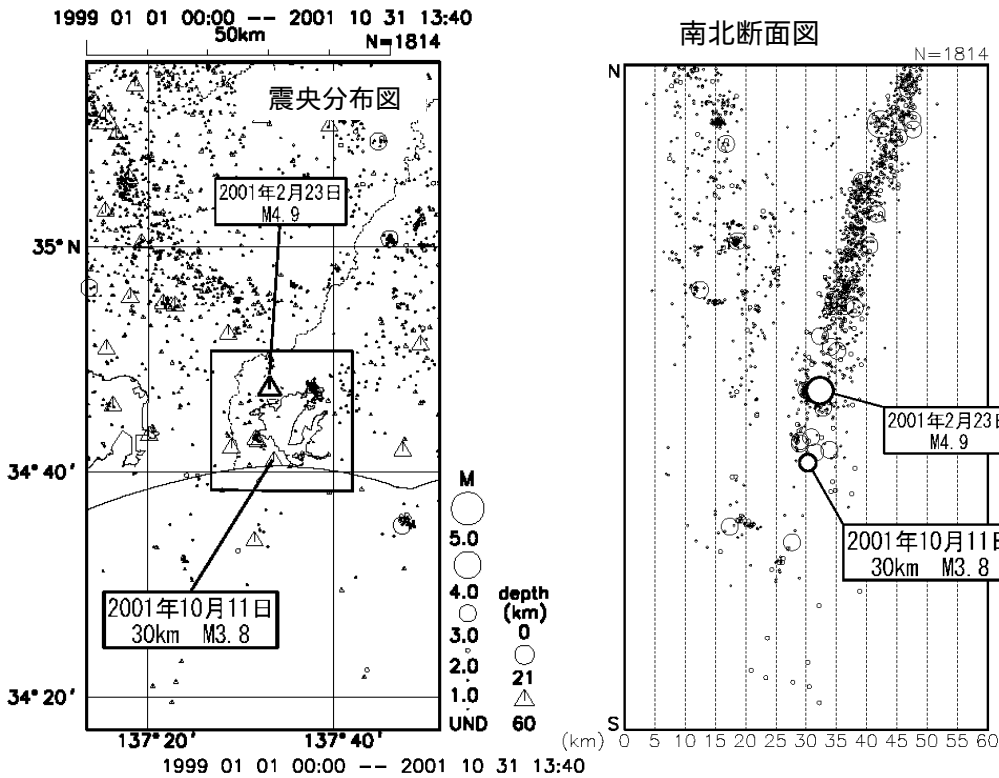 1999 01 01 00:00 -- 2001 10 31 13:40
50km
N=1814
震央分布図
2001年2月23日
M4.9
35°N
34°40′
2001年10月11日
30km M3.8
34°20′
137°20′ 137°40′
1999 01 01 00:00 -- 2001 10 31 13:40
M
5.0
4.0
3.0
2.0
1.0
UND
depth
(km)
0
21
60
南北断面図
N=1814
N
2001年2月23日
M4.9
2001年10月11日
30km M3.8
S
(km) 0 5 10 15 20 25 30 35 40 45 50 55 60